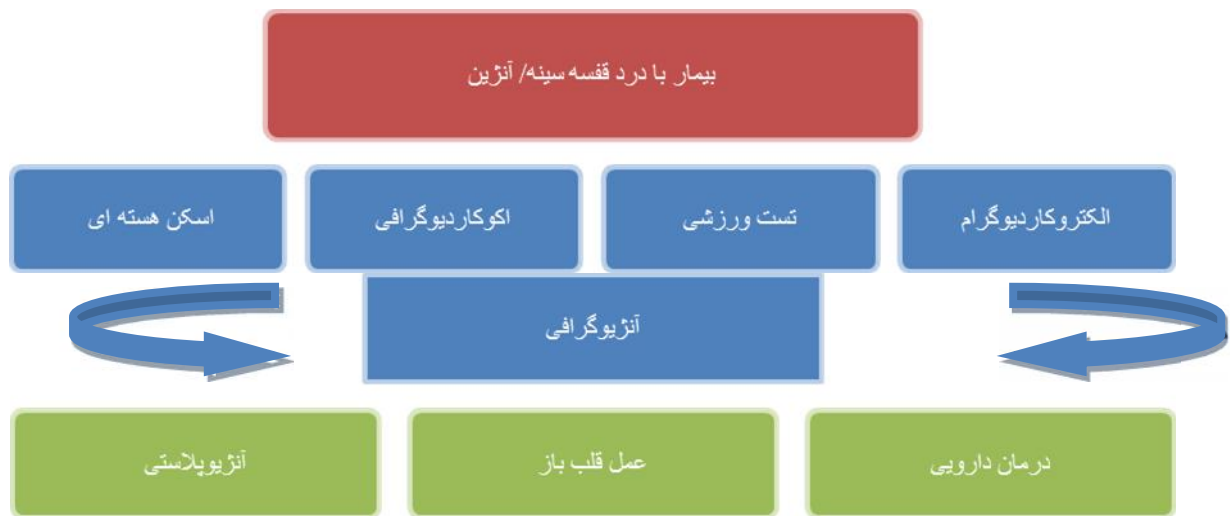 بیمار با درد قفسه سینه/ آنژین
الکتروکاردیوگرام
تست ورزشی
اکوکاردیوگرافی
اسکن هسته ای
آنژیوگرافی
درمان دارویی
عمل قلب باز
آنژیوپلاستی